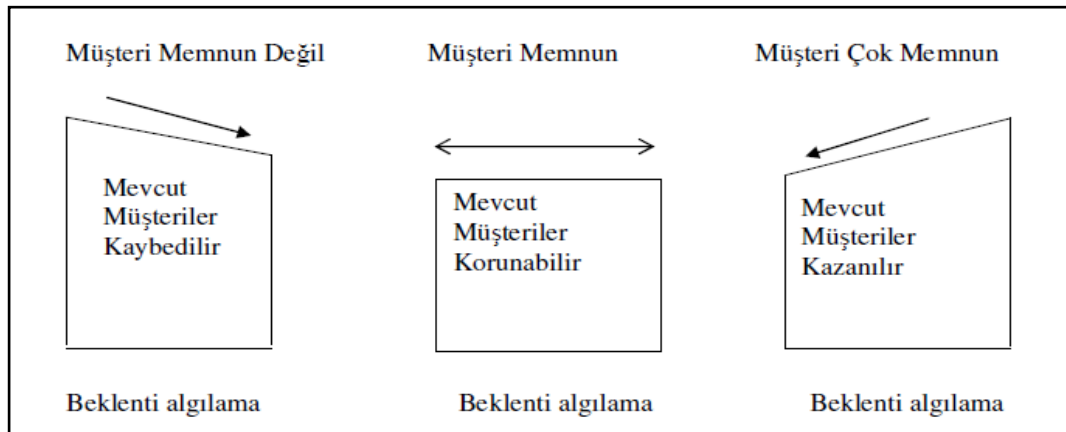 Müşteri Memnun Değil
Müşteri Memnun
Müşteri Çok Memnun
Mevcut
Müşteriler
Kaybedilir
Mevcut
Müşteriler
Korunabilir
Mevcut
Müşteriler
Kazanılır
Beklenti algılama
Beklenti algılama
Beklenti algılama